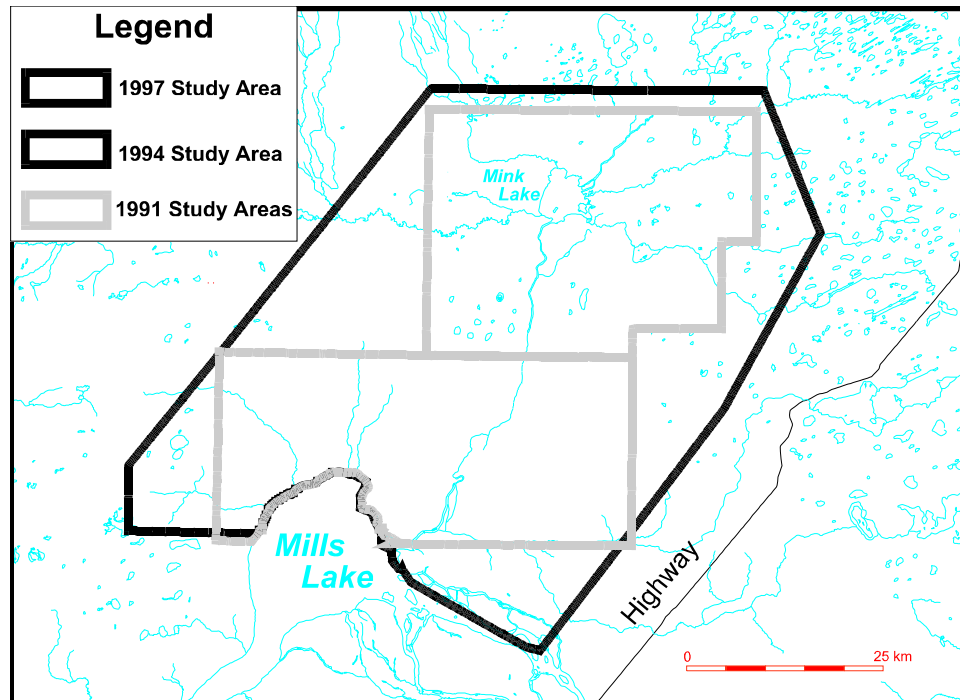 Legend
1997 Study Area
1994 Study Area
1991 Study Areas
Mink
Lake
Mills
Lake
Highway
0 25 km